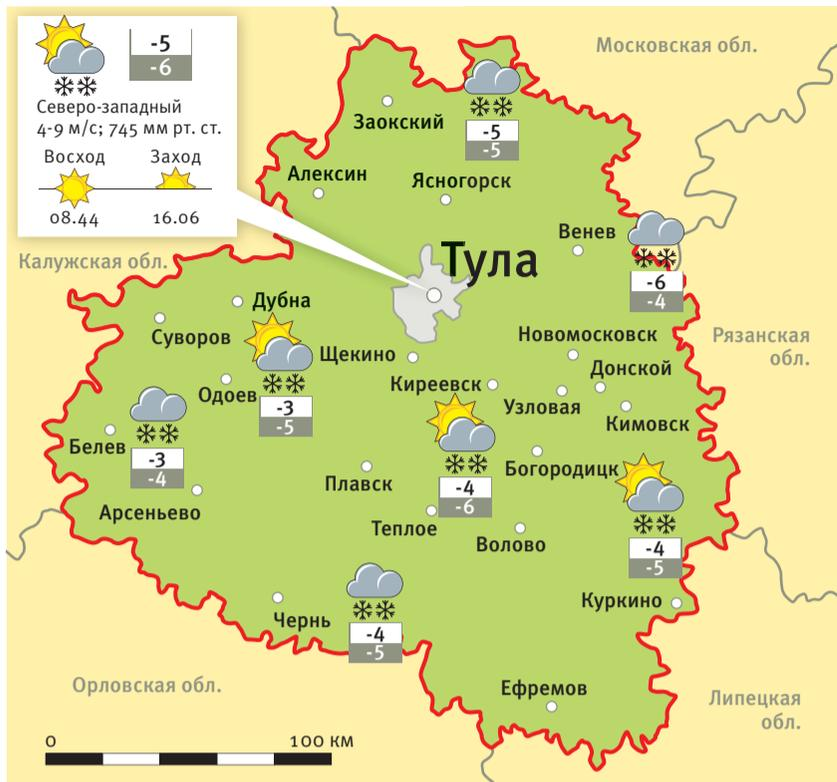 -5
-6
Северо-западный
4-9 м/с; 745 мм рт. ст.
Восход Заход
08.44 16.06
Московская обл.
Заокский
-5
-5
Алексин
Ясногорск
Венев
-6
-4
Калужская обл.
Тула
Дубна
Суворов
Щекино
Новомосковск
Рязанская
обл.
Донской
Киреевск
Одоев
-3
-5
Узловая
Кимовск
Белев
-3
-4
Богородицк
Плавск
-4
-6
Арсеньево
Теплое
Волово
-4
-5
Куркино
Чернь
-4
-5
Орловская обл.
Ефремов
Липецкая
обл.
0 100 КМ